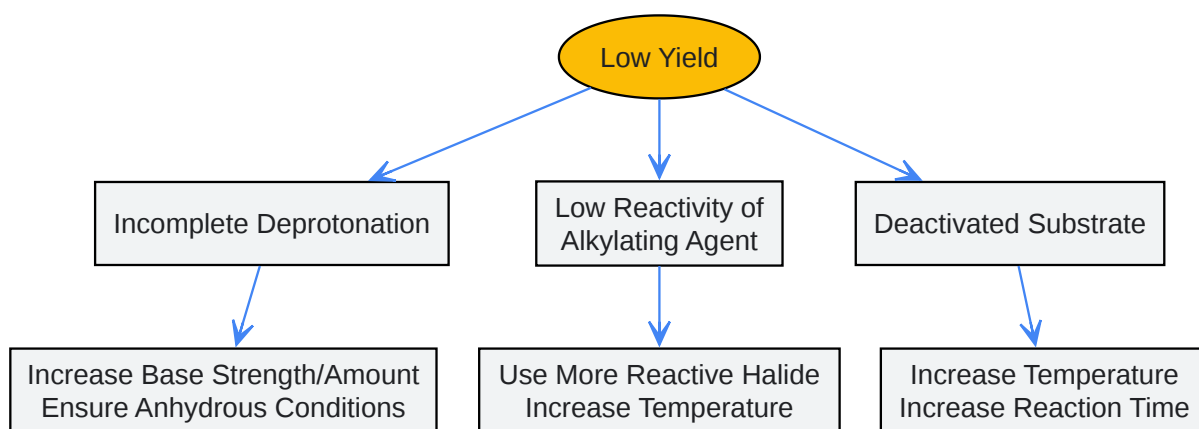 Low Yield
Incomplete Deprotonation
Low Reactivity of
Alkylating Agent
Deactivated Substrate
Increase Base Strength/Amount
Ensure Anhydrous Conditions
Use More Reactive Halide
Increase Temperature
Increase Temperature
Increase Reaction Time